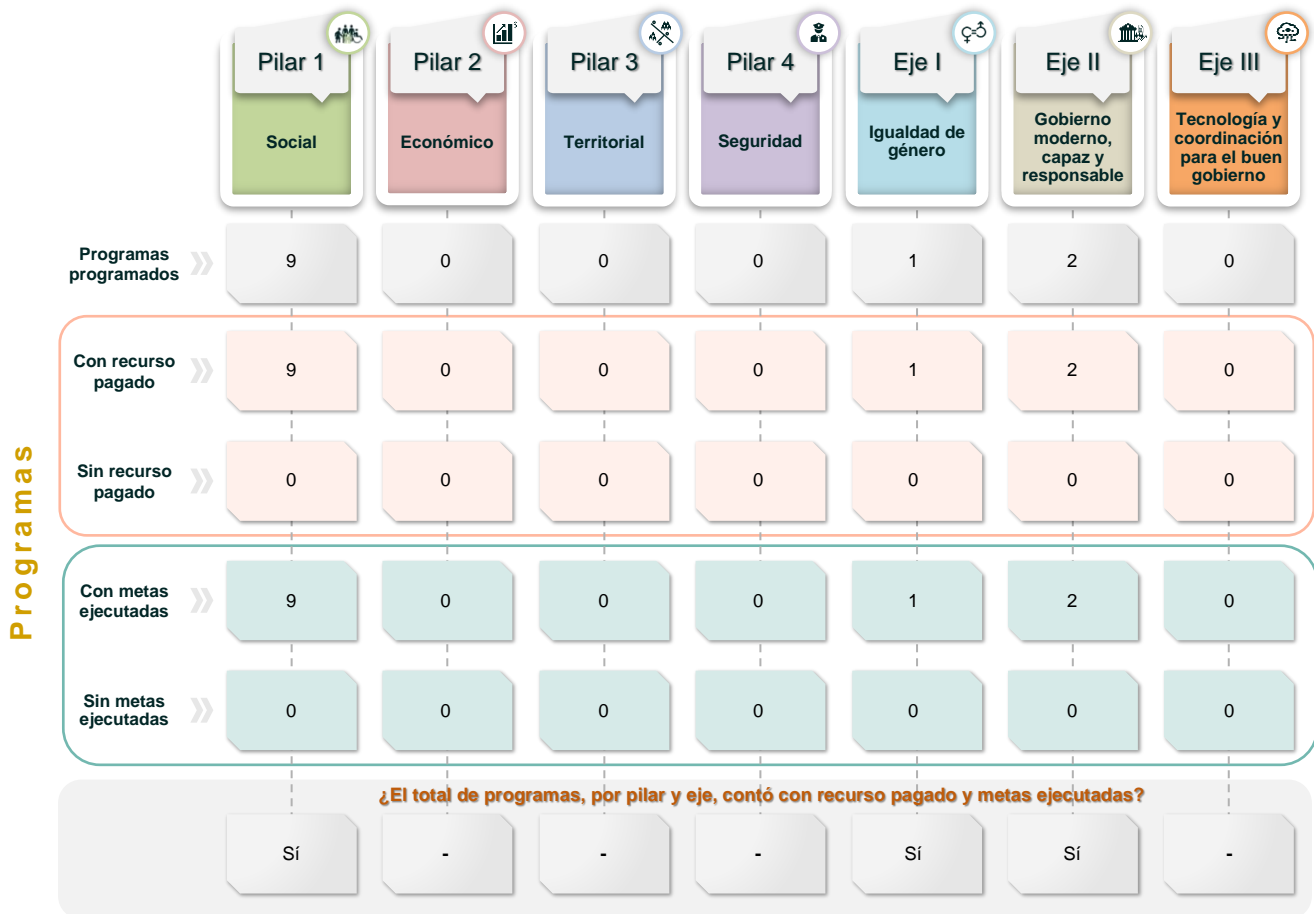 Pilar 1
Pilar 2
Pilar 3
Pilar 4
Eje I
Eje II
Eje III
Social
Económico
Territorial
Seguridad
Igualdad de
género
Gobierno
moderno,
capaz y
responsable
Tecnología y
coordinación
para el buen
gobierno
Programas
Programas
programados
9
0
0
0
1
2
0
Con recurso
pagado
9
0
0
0
1
2
0
Sin recurso
pagado
0
0
0
0
0
0
0
Con metas
ejecutadas
9
0
0
0
1
2
0
Sin metas
ejecutadas
0
0
0
0
0
0
0
¿El total de programas, por pilar y eje, contó con recurso pagado y metas ejecutadas?
Sí
-
-
-
Sí
Sí
-